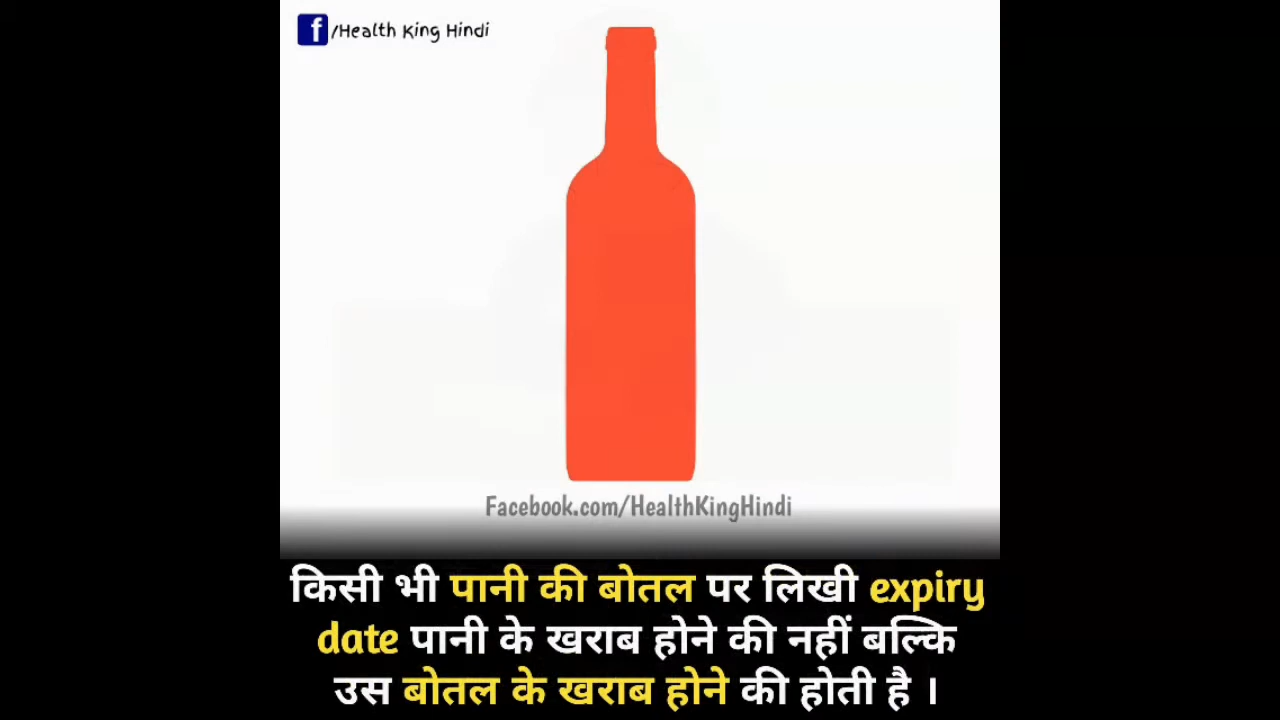 f/Health King Hindi
Facebook.com/HealthKingHindi
किसी भी पानी की बोतल पर लिखी expiry
date पानी के खराब होने की नहीं बल्कि
उस बोतल के खराब होने की होती है ।